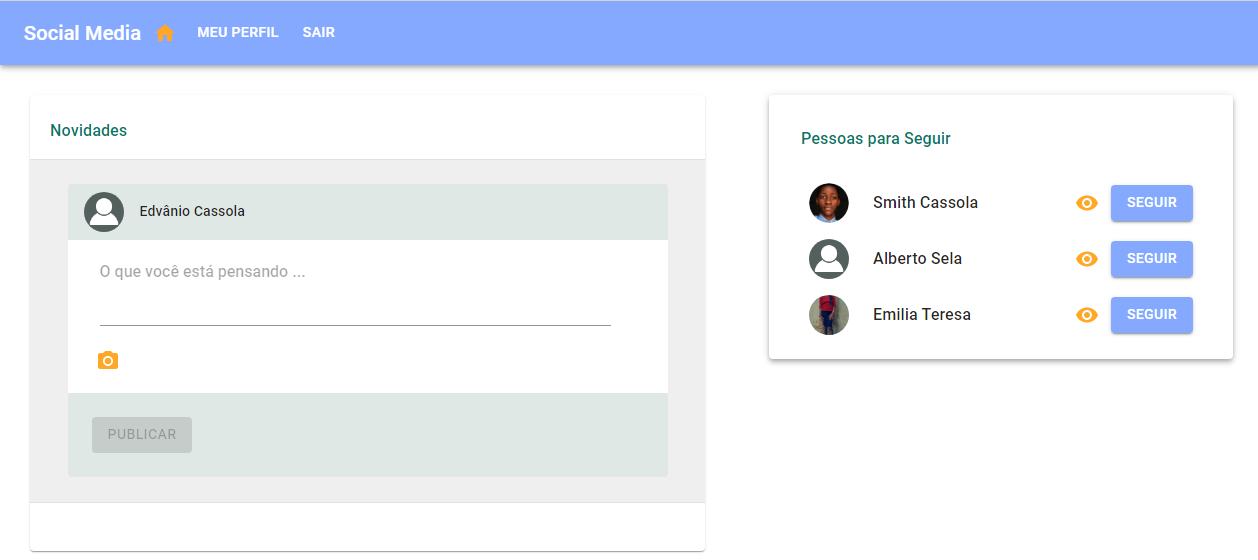 Social Media MEU PERFIL SAIR
Novidades
Edvânio Cassola
O que você está pensando ...
PUBLICAR
Pessoas para Seguir
Smith Cassola SEGUIR
Alberto Sela SEGUIR
Emilia Teresa SEGUIR